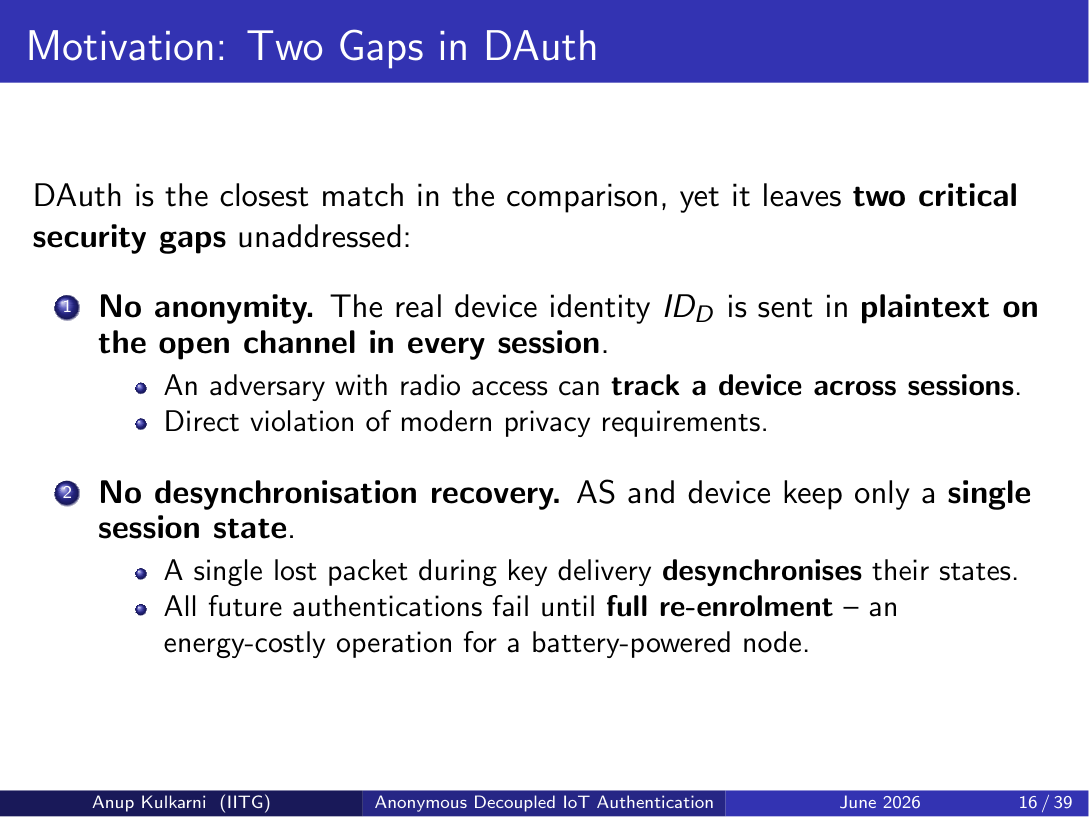 Motivation: Two Gaps in DAuth
DAuth is the closest match in the comparison, yet it leaves two critical
security gaps unaddressed:
1 No anonymity. The real device identity ID_D is sent in plaintext on
the open channel in every session.
An adversary with radio access can track a device across sessions.
Direct violation of modern privacy requirements.
2 No desynchronisation recovery. AS and device keep only a single
session state.
A single lost packet during key delivery desynchronises their states.
All future authentications fail until full re-enrolment – an
energy-costly operation for a battery-powered node.
Anup Kulkarni (IITG) Anonymous Decoupled IoT Authentication June 2026 16 / 39